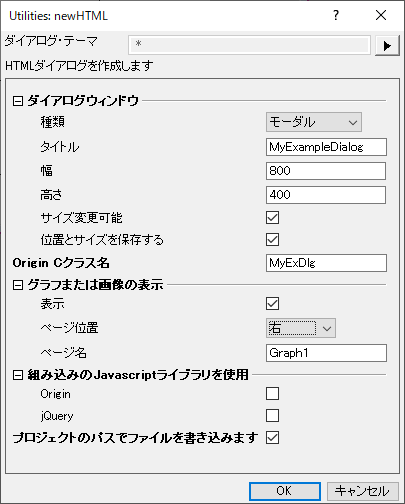 Utilities: newHTML
ダイアログ・テーマ *
HTMLダイアログを作成します
ダイアログウィンドウ
種類 モーダル
タイトル MyExampleDialog
幅 800
高さ 400
サイズ変更可能
位置とサイズを保存する
Origin Cクラス名 MyExDlg
グラフまたは画像の表示
表示
ページ位置 右
ページ名 Graph1
組み込みのJavascriptライブラリを使用
Origin
jQuery
プロジェクトのパスでファイルを書き込みます
OK キャンセル